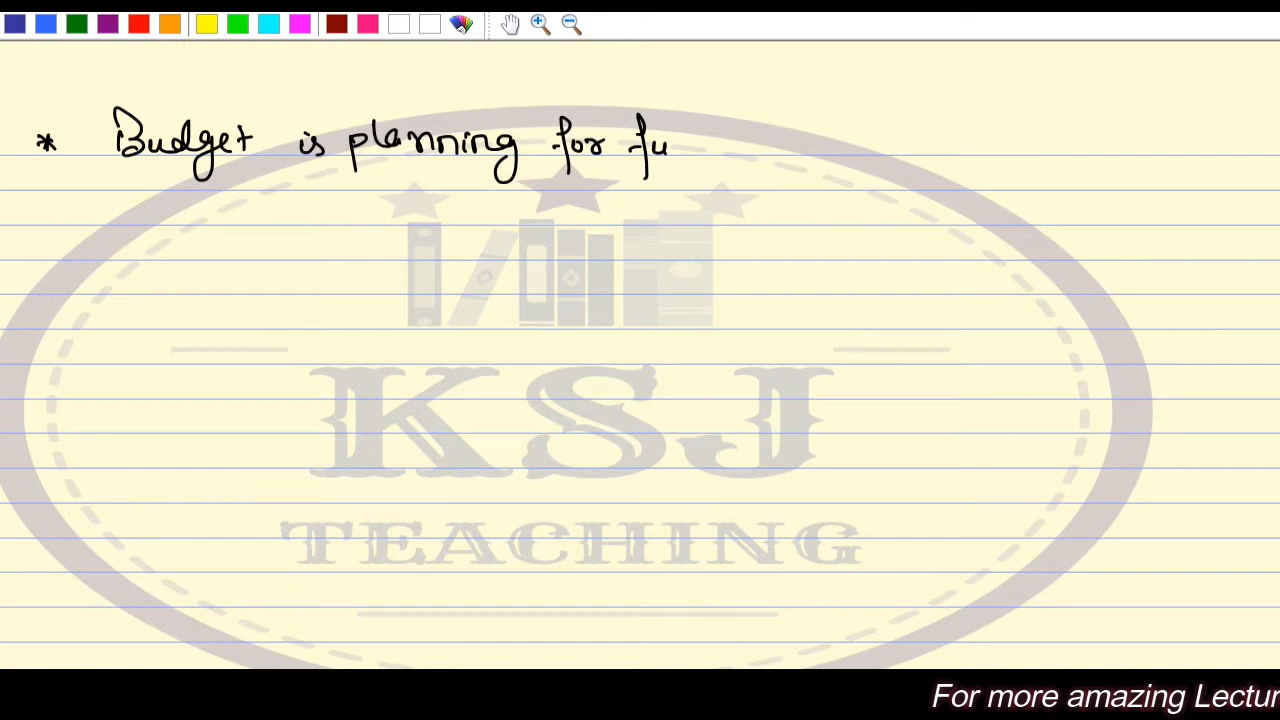 * Budget is planning for fu
KSJ
TEACHING
For more amazing Lectur